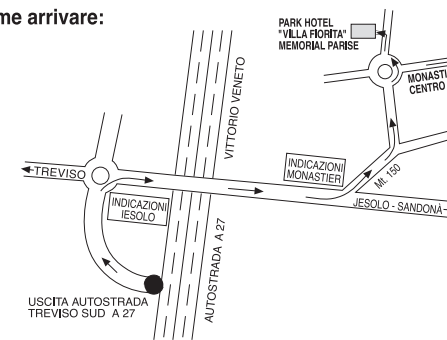 me arrivare:
PARK HOTEL
"VILLA FIORITA"
MEMORIAL PARISE
MONASTI
CENTRO
VITTORIO VENETO
TREVISO
INDICAZIONI
MONASTIER
Mt. 150
INDICAZIONI
IESOLO
JESOLO - SANDONÀ
AUTOSTRADA A 27
USCITA AUTOSTRADA
TREVISO SUD A 27